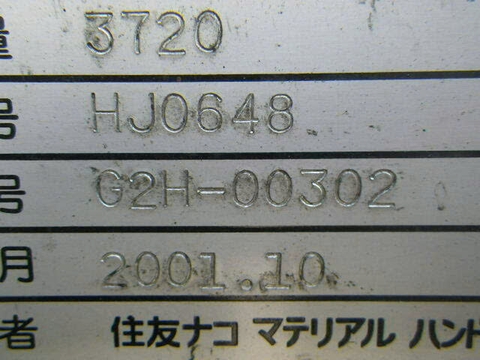 量 3720
号 HJ0648
号 G2H-00302
月 2001.10
者 住友ナコ マテリアル ハンド